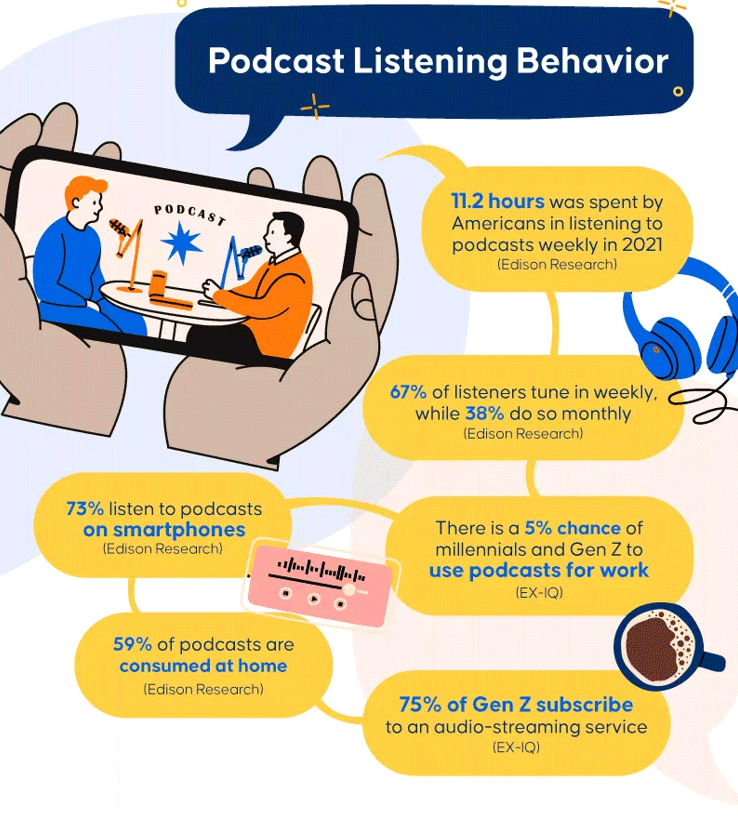 Podcast Listening Behavior
PODCAST
11.2 hours was spent by
Americans in listening to
podcasts weekly in 2021
(Edison Research)
67% of listeners tune in weekly,
while 38% do so monthly
(Edison Research)
There is a 5% chance of
millennials and Gen Z to
use podcasts for work
(EX-IQ)
73% listen to podcasts
on smartphones
(Edison Research)
59% of podcasts are
consumed at home
(Edison Research)
75% of Gen Z subscribe
to an audio-streaming service
(EX-IQ)